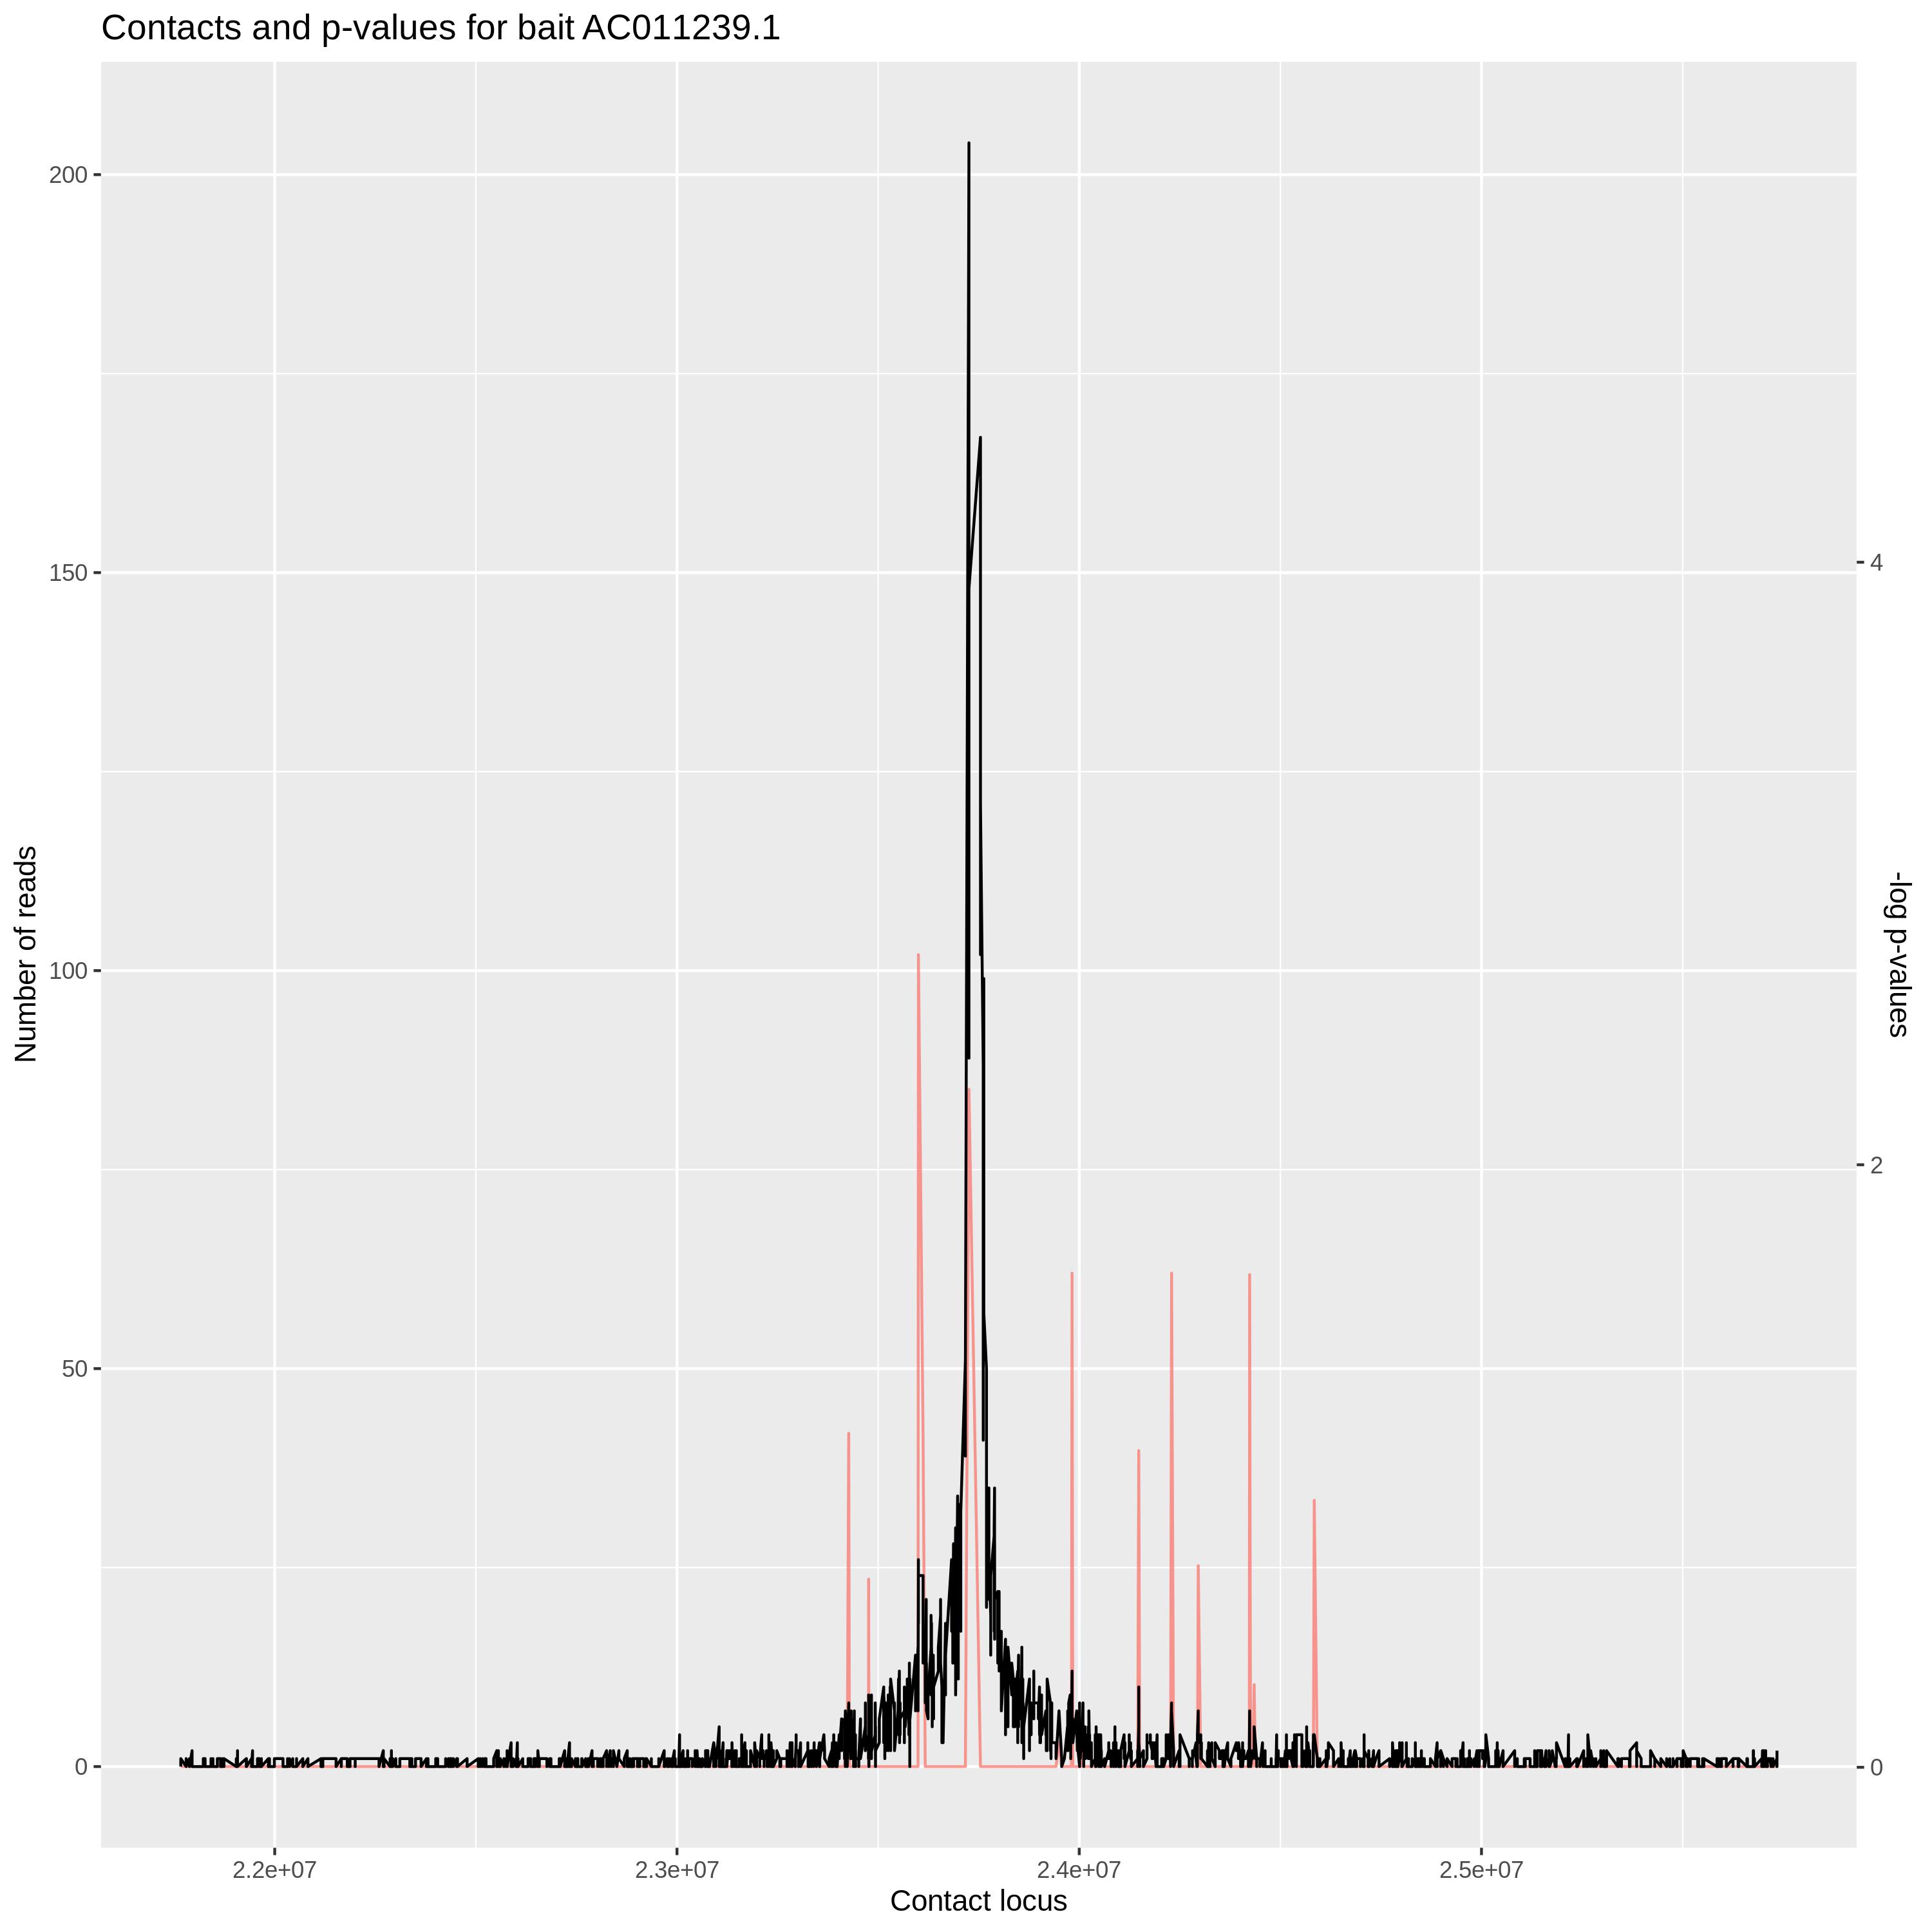 Contacts and p-values for bait AC011239.1
200
150
100
50
0
Number of reads
4
2
0
-log p-values
2.2e+07
2.3e+07
2.4e+07
2.5e+07
Contact locus